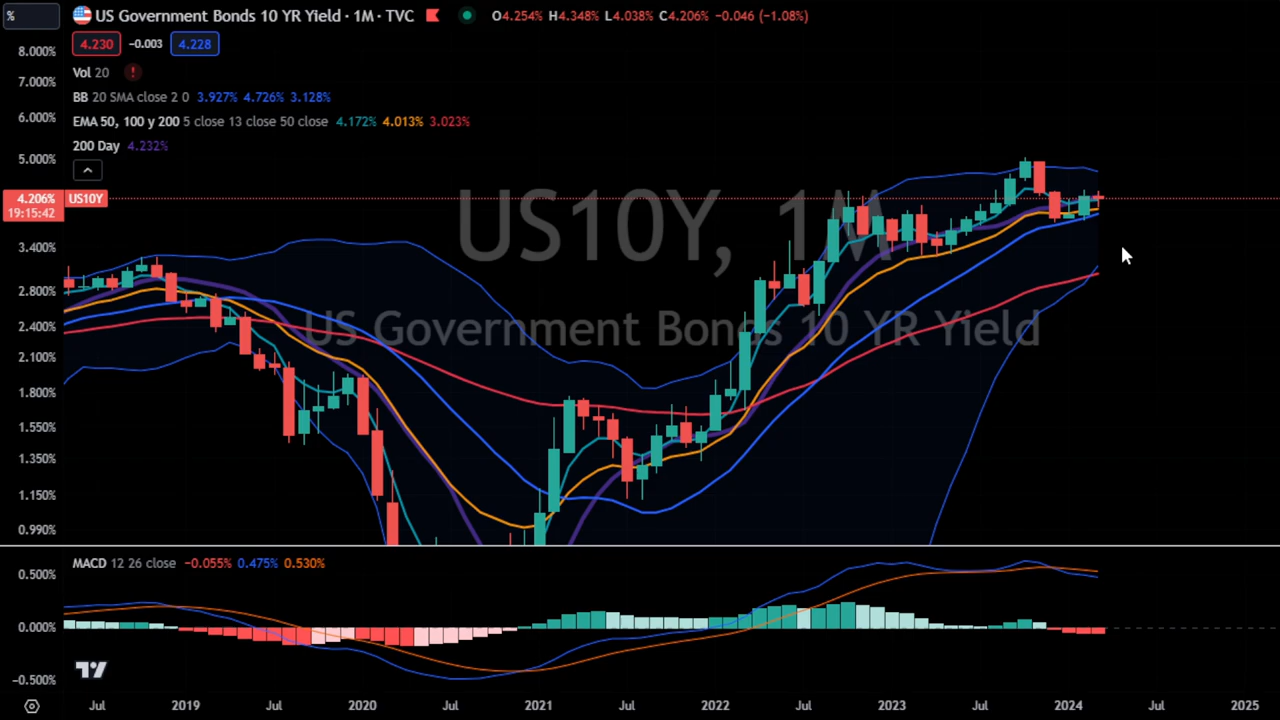 %
US Government Bonds 10 YR Yield · 1M · TVC O4.254% H4.348% L4.038% C4.206% −0.046 (−1.08%)
4.230 −0.003 4.228
Vol 20 !
BB 20 SMA close 2 0 3.927% 4.726% 3.128%
EMA 50, 100 y 200 5 close 13 close 50 close 4.172% 4.013% 3.023%
200 Day 4.232%
8.000%
7.000%
6.000%
5.000%
4.206% US10Y
19:15:42
3.400%
2.800%
2.400%
2.100%
1.800%
1.550%
1.350%
1.150%
0.990%
US10Y, 1M
US Government Bonds 10 YR Yield
MACD 12 26 close −0.055% 0.475% 0.530%
0.500%
0.000%
−0.500%
Jul 2019 Jul 2020 Jul 2021 Jul 2022 Jul 2023 Jul 2024 Jul 2025